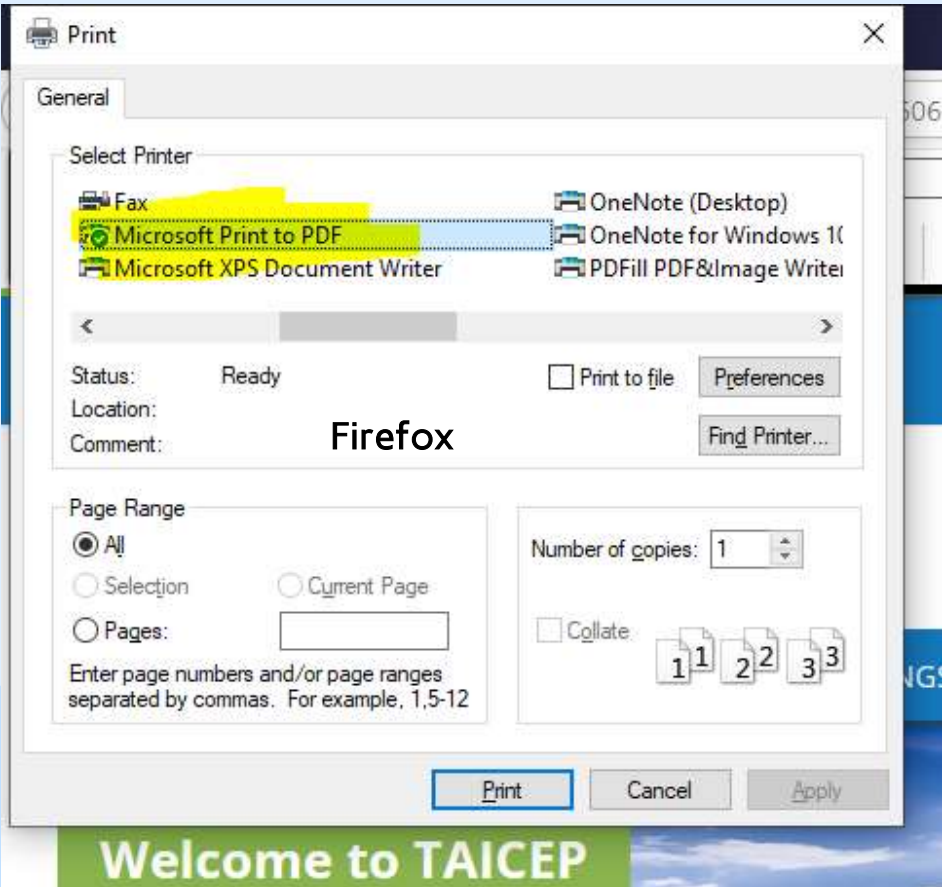 Print
General
506
Select Printer
Fax
OneNote (Desktop)
Microsoft Print to PDF
OneNote for Windows 10
Microsoft XPS Document Writer
PDFill PDF&Image Writer
Status: Ready
Print to file
Preferences
Location:
Comment:
Firefox
Find Printer...
Page Range
All
Number of copies: 1
Selection
Current Page
Pages:
Collate
1 1 2 2 3 3
Enter page numbers and/or page ranges
separated by commas. For example, 1,5-12
NGS
Print
Cancel
Apply
Welcome to TAICEP